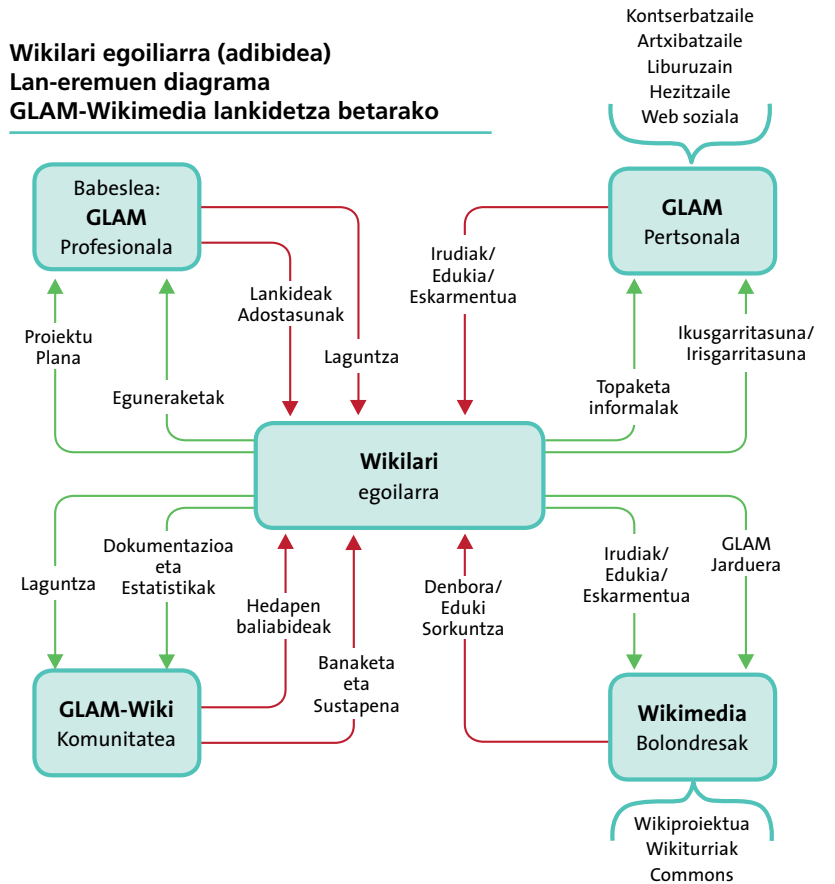 Wikilari egoiliarra (adibidea)
Lan-eremuen diagrama
GLAM-Wikimedia lankidetza betarako
Kontserbatzaile
Artxibatzaile
Liburuzain
Hezitzaile
Web soziala
Babeslea:
GLAM
Profesionala
GLAM
Pertsonala
Proiektu
Plana
Eguneraketak
Lankideak
Adostasunak
Laguntza
Irudiak/
Edukia/
Eskarmentua
Topaketa
informalak
Ikusgarritasuna/
Irisgarritasuna
Wikilari
egoilarra
Laguntza
Dokumentazioa
eta
Estatistikak
Hedapen
baliabideak
Banaketa
eta
Sustapena
Denbora/
Eduki
Sorkuntza
Irudiak/
Edukia/
Eskarmentua
GLAM
Jarduera
GLAM-Wiki
Komunitatea
Wikimedia
Bolondresak
Wikiproiektua
Wikiturriak
Commons